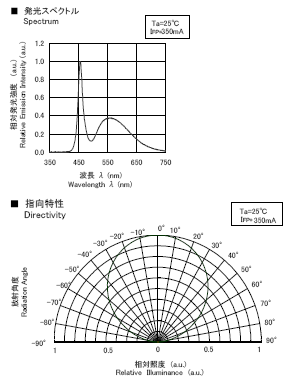 ■ 発光スペクトル
Spectrum
Ta=25℃
IFP=350mA
相対発光強度 (a.u.)
Relative Emission Intensity (a.u.)
1.2
1.0
0.8
0.6
0.4
0.2
0.0
350 450 550 650 750
波長 λ (nm)
Wavelength λ (nm)
■ 指向特性
Directivity
Ta=25℃
IFP=350mA
放射角度
Radiation Angle
-90° -80° -70° -60° -50° -40° -30° -20° -10° 0° 10° 20° 30° 40° 50° 60° 70° 80° 90°
1 0.5 0 0.5 1
相対照度 (a.u.)
Relative Illuminance (a.u.)